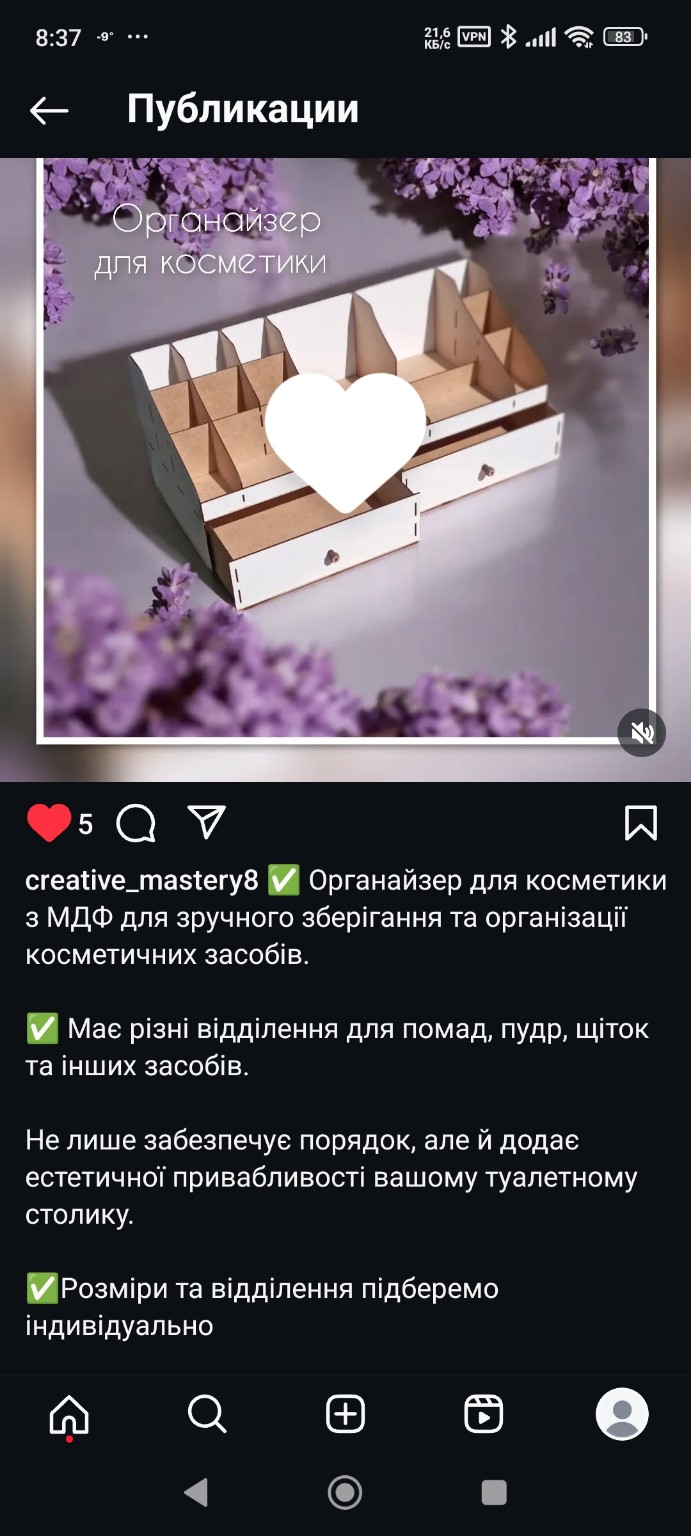 8:37 -9° ...
21,6
КБ/с VPN 83
Публикации
Органайзер
для косметики
5
creative_mastery8 ✅ Органайзер для косметики
з МДФ для зручного зберігання та організації
косметичних засобів.
✅ Має різні відділення для помад, пудр, щіток
та інших засобів.
Не лише забезпечує порядок, але й додає
естетичної привабливості вашому туалетному
столику.
✅Розміри та відділення підберемо
індивідуально